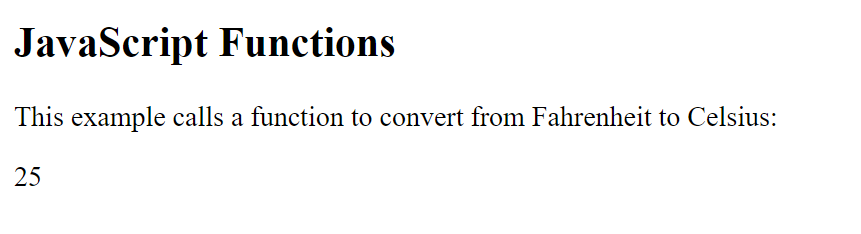 JavaScript Functions
This example calls a function to convert from Fahrenheit to Celsius:
25